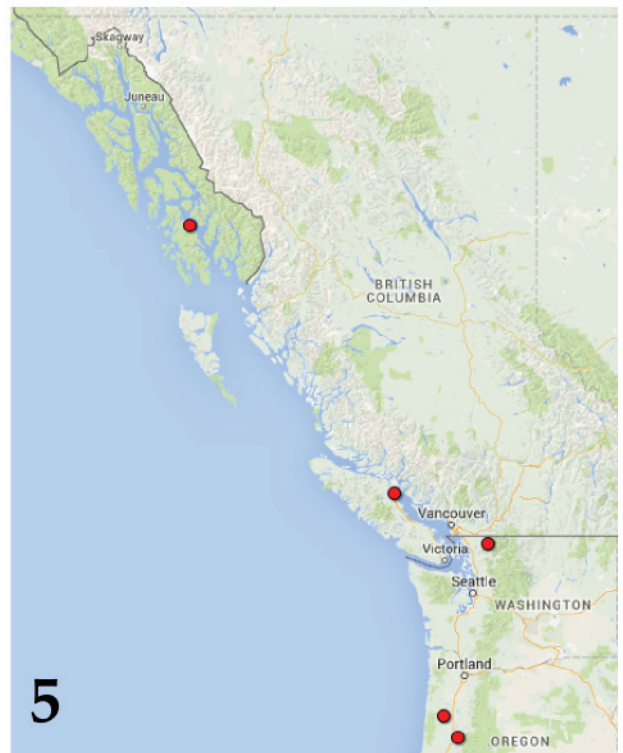 Skagway
Juneau
BRITISH
COLUMBIA
Vancouver
Victoria
Seattle
WASHINGTON
Portland
5
OREGON